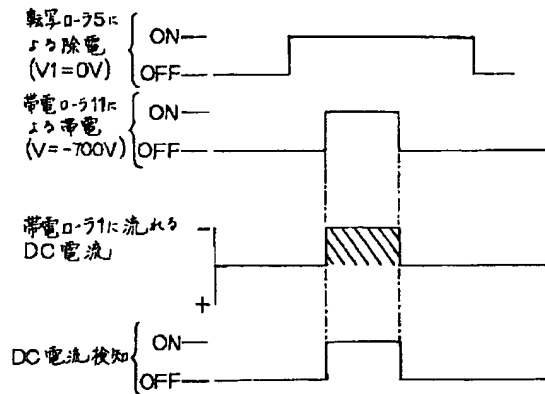 転写ローラ5に
よる除電
(V1=0V)
ON
OFF
帯電ローラ11に
よる帯電
(V=-700V)
ON
OFF
帯電ローラ1に流れる
DC電流
-
+
DC電流検知
ON
OFF